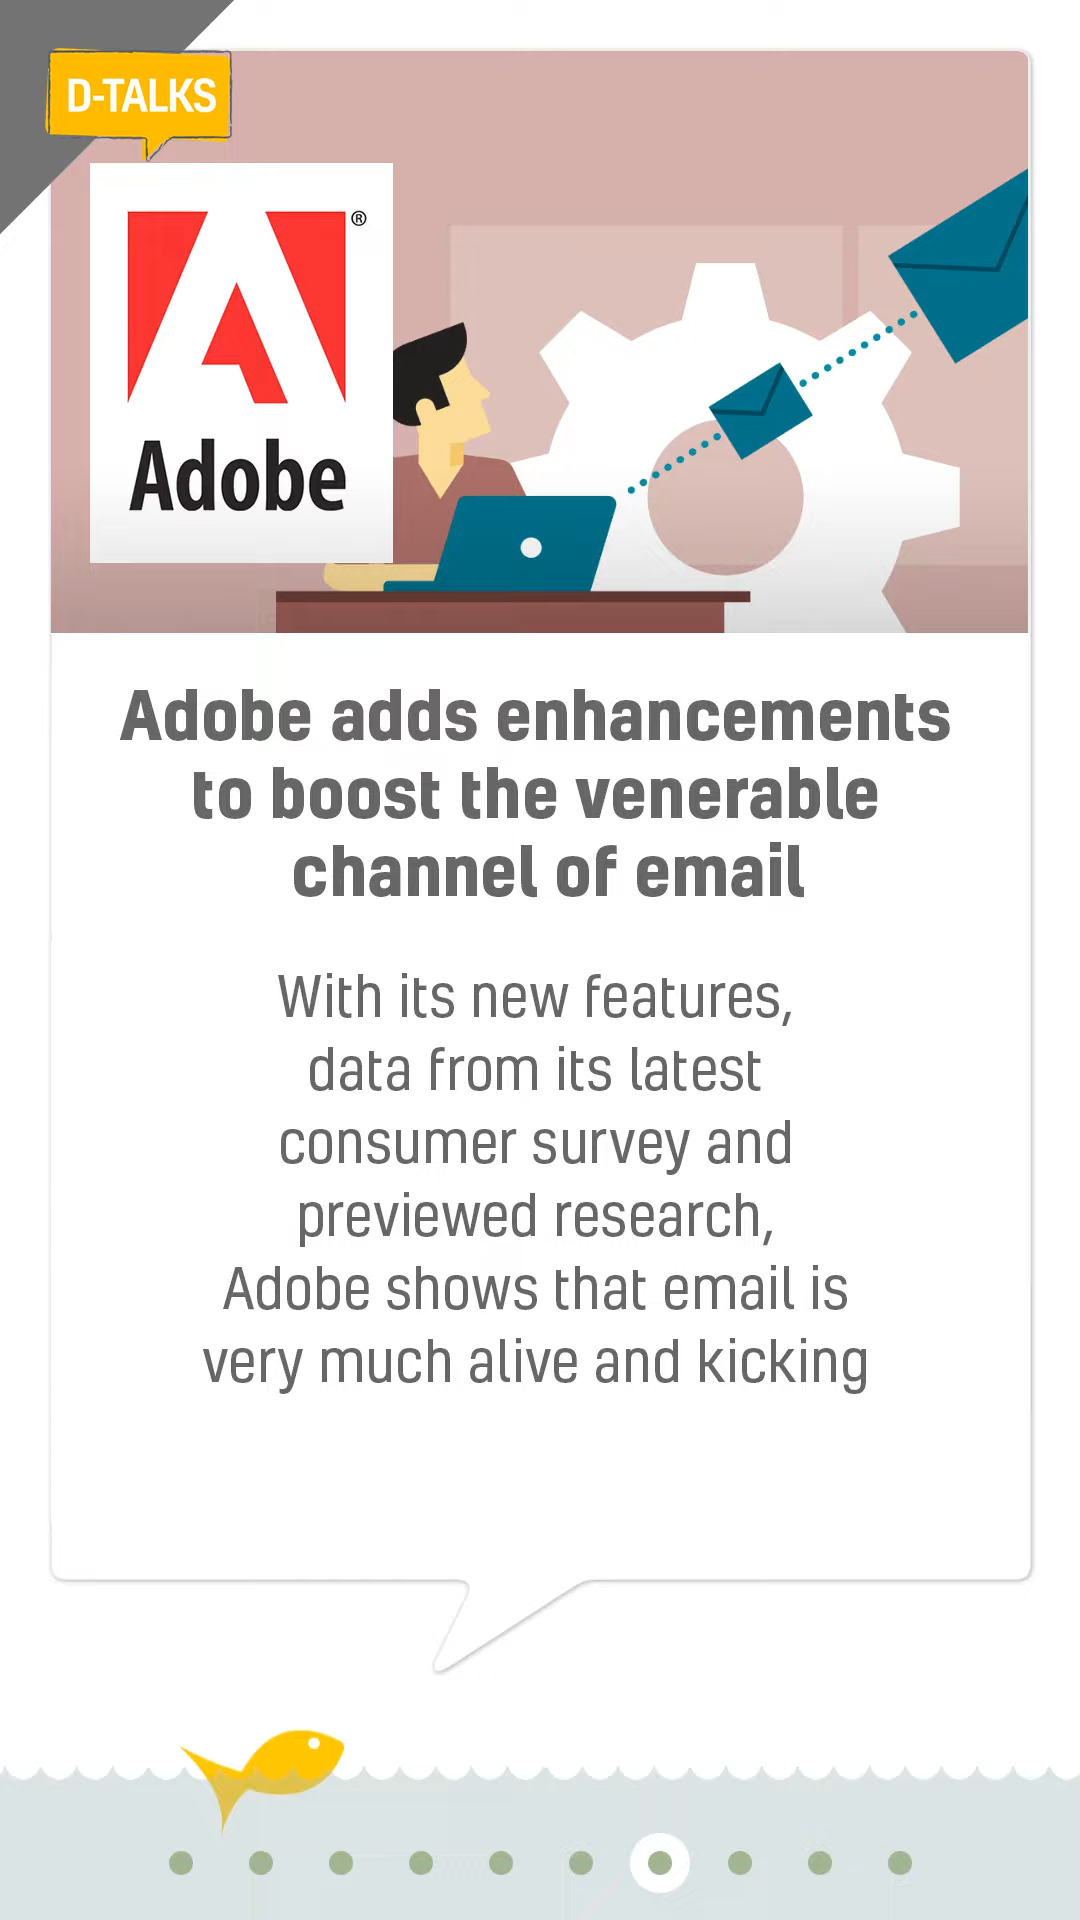 D-TALKS
®
Adobe
Adobe adds enhancements
to boost the venerable
channel of email
With its new features,
data from its latest
consumer survey and
previewed research,
Adobe shows that email is
very much alive and kicking